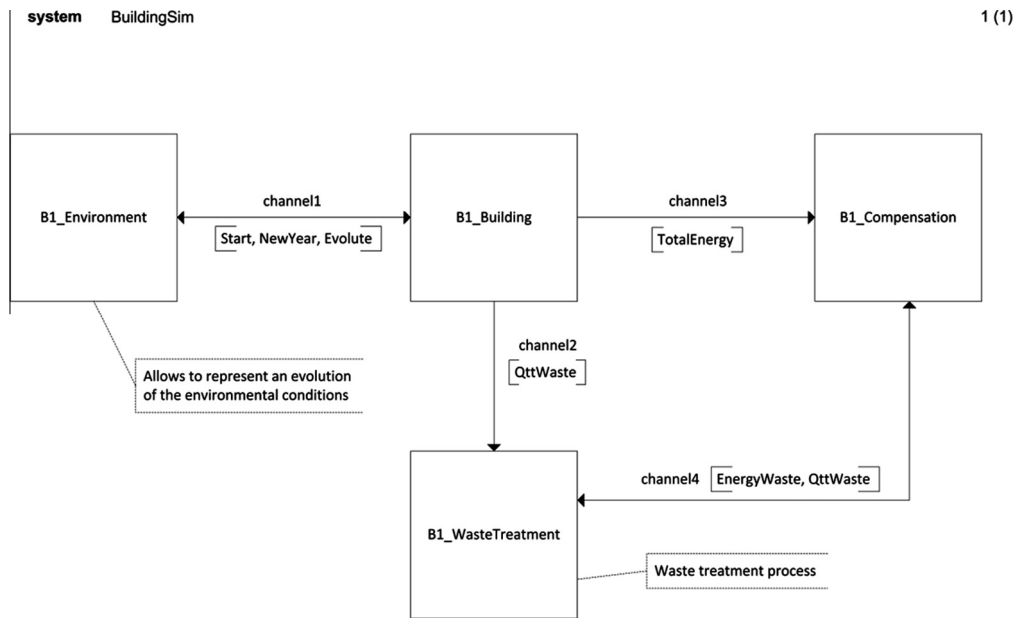 system BuildingSim 1 (1)
B1_Environment
channel1
[Start, NewYear, Evolute]
B1_Building
channel3
[TotalEnergy]
B1_Compensation
channel2
[QttWaste]
Allows to represent an evolution
of the environmental conditions
channel4 [EnergyWaste, QttWaste]
B1_WasteTreatment
Waste treatment process